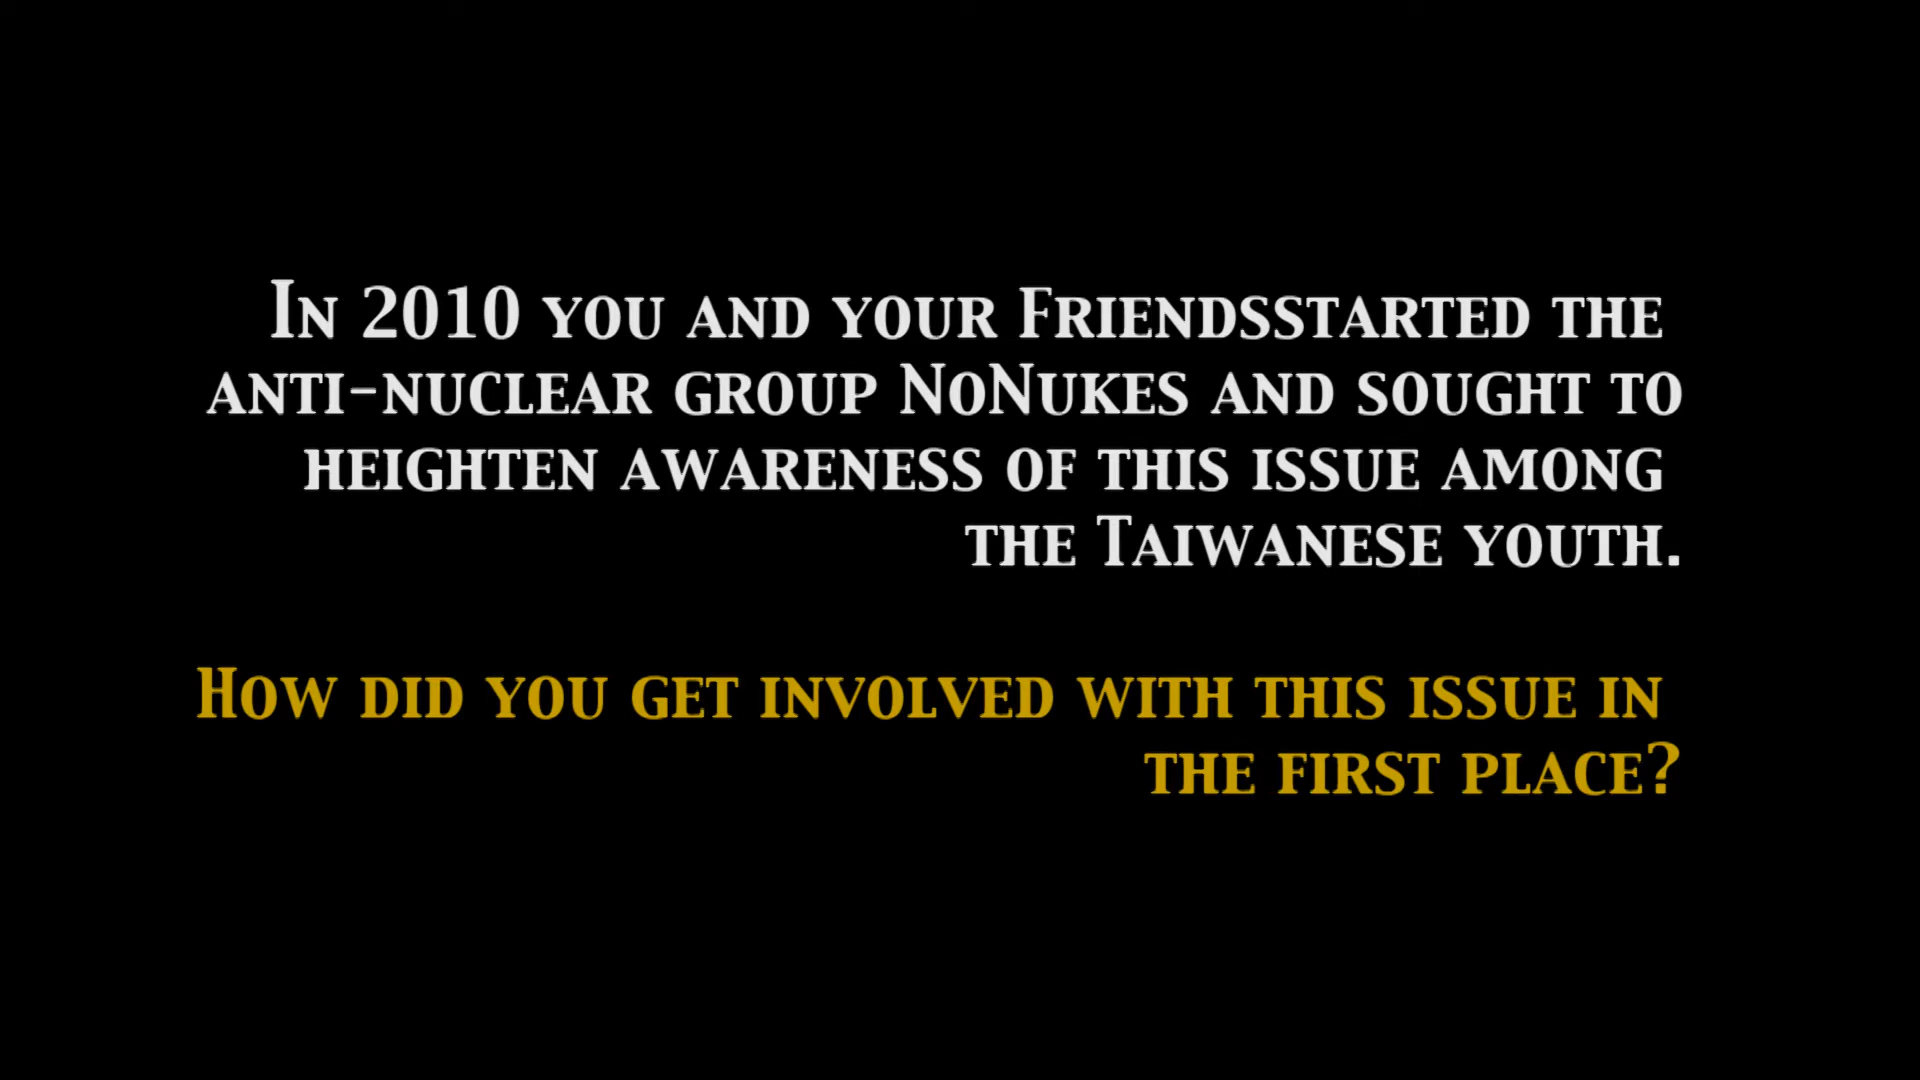 In 2010 you and your Friendsstarted the
anti-nuclear group NoNukes and sought to
heighten awareness of this issue among
the Taiwanese youth.
How did you get involved with this issue in
the first place?